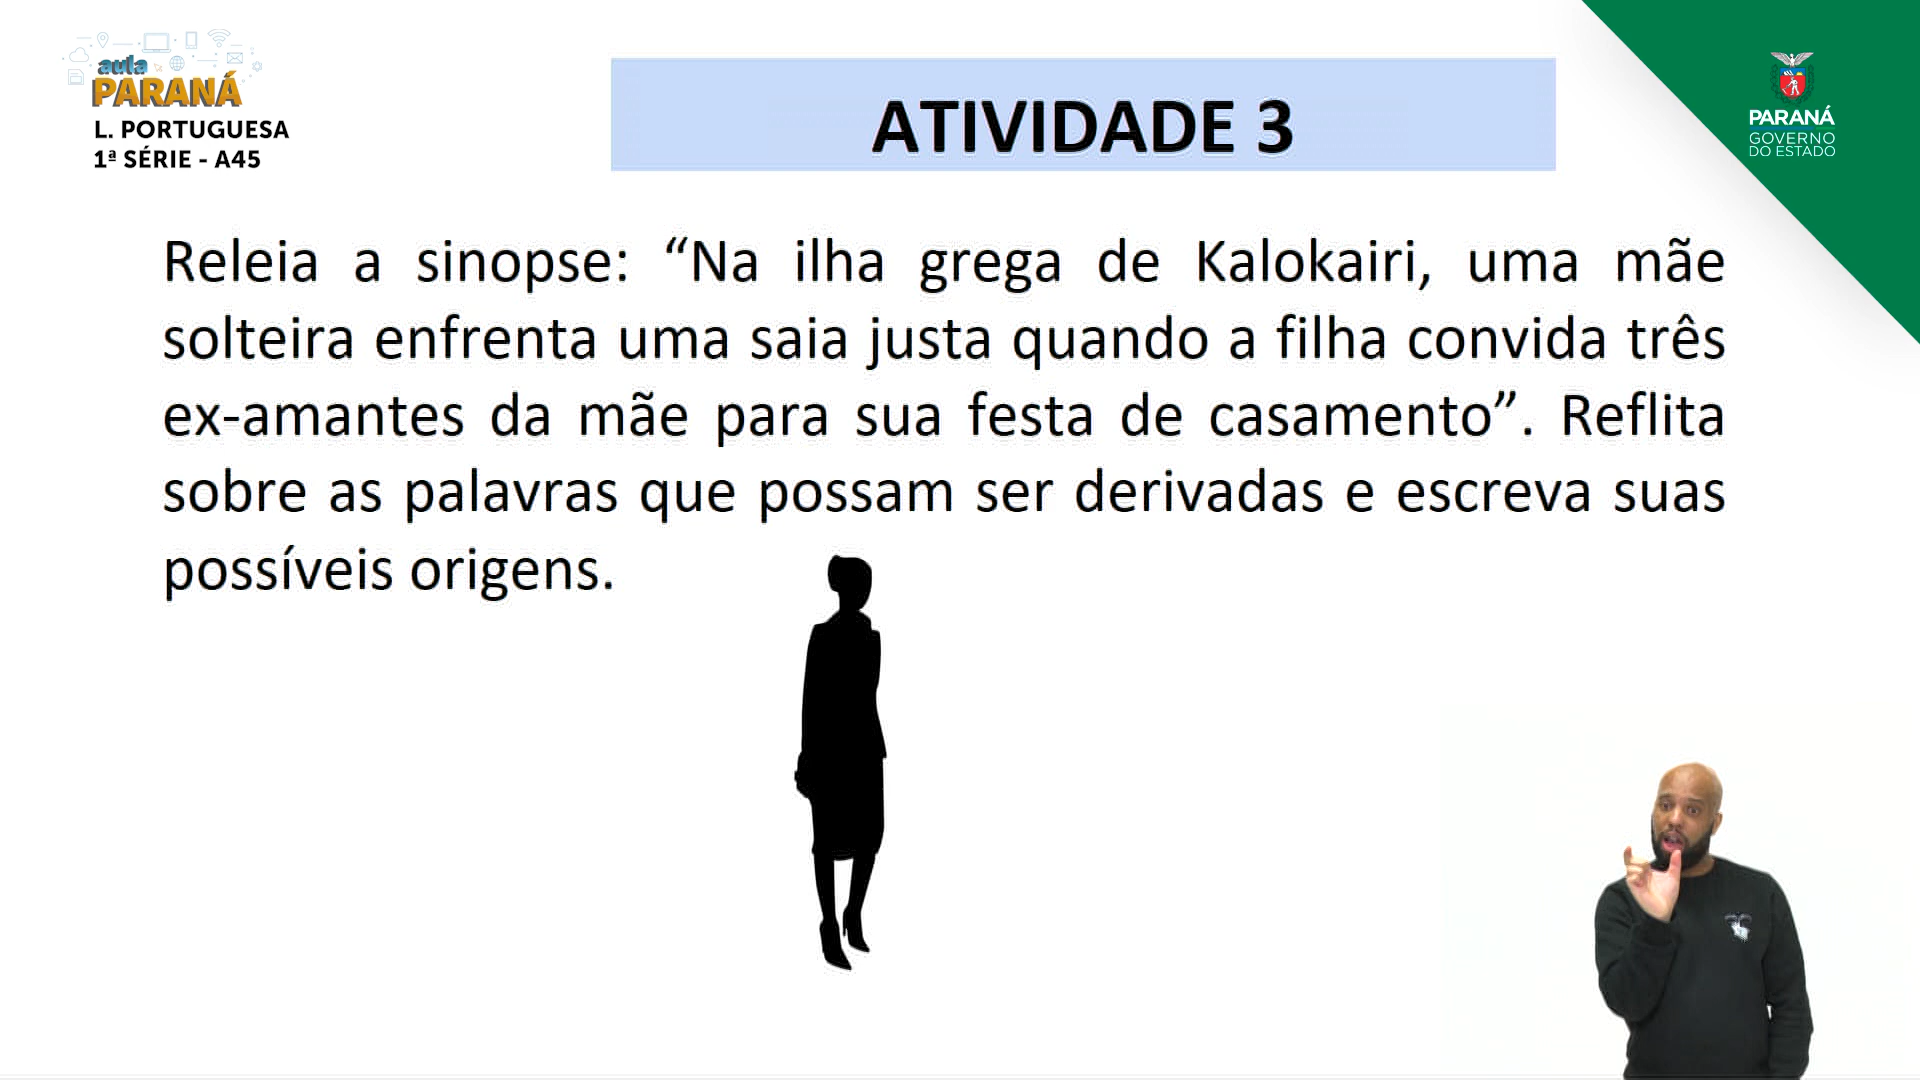 aula
PARANÁ
L. PORTUGUESA
1ª SÉRIE - A45
ATIVIDADE 3
PARANÁ
GOVERNO
DO ESTADO
Releia a sinopse: “Na ilha grega de Kalokairi, uma mãe
solteira enfrenta uma saia justa quando a filha convida três
ex-amantes da mãe para sua festa de casamento”. Reflita
sobre as palavras que possam ser derivadas e escreva suas
possíveis origens.